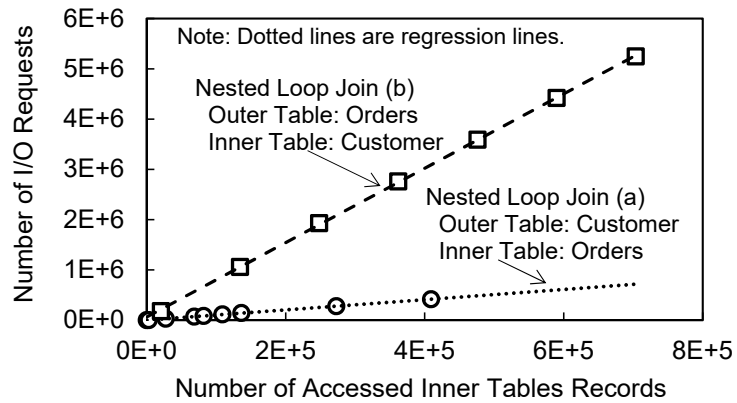 6E+6
5E+6
4E+6
3E+6
2E+6
1E+6
0E+0
Number of I/O Requests
Note: Dotted lines are regression lines.
Nested Loop Join (b)
Outer Table: Orders
Inner Table: Customer
Nested Loop Join (a)
Outer Table: Customer
Inner Table: Orders
0E+0 2E+5 4E+5 6E+5 8E+5
Number of Accessed Inner Tables Records